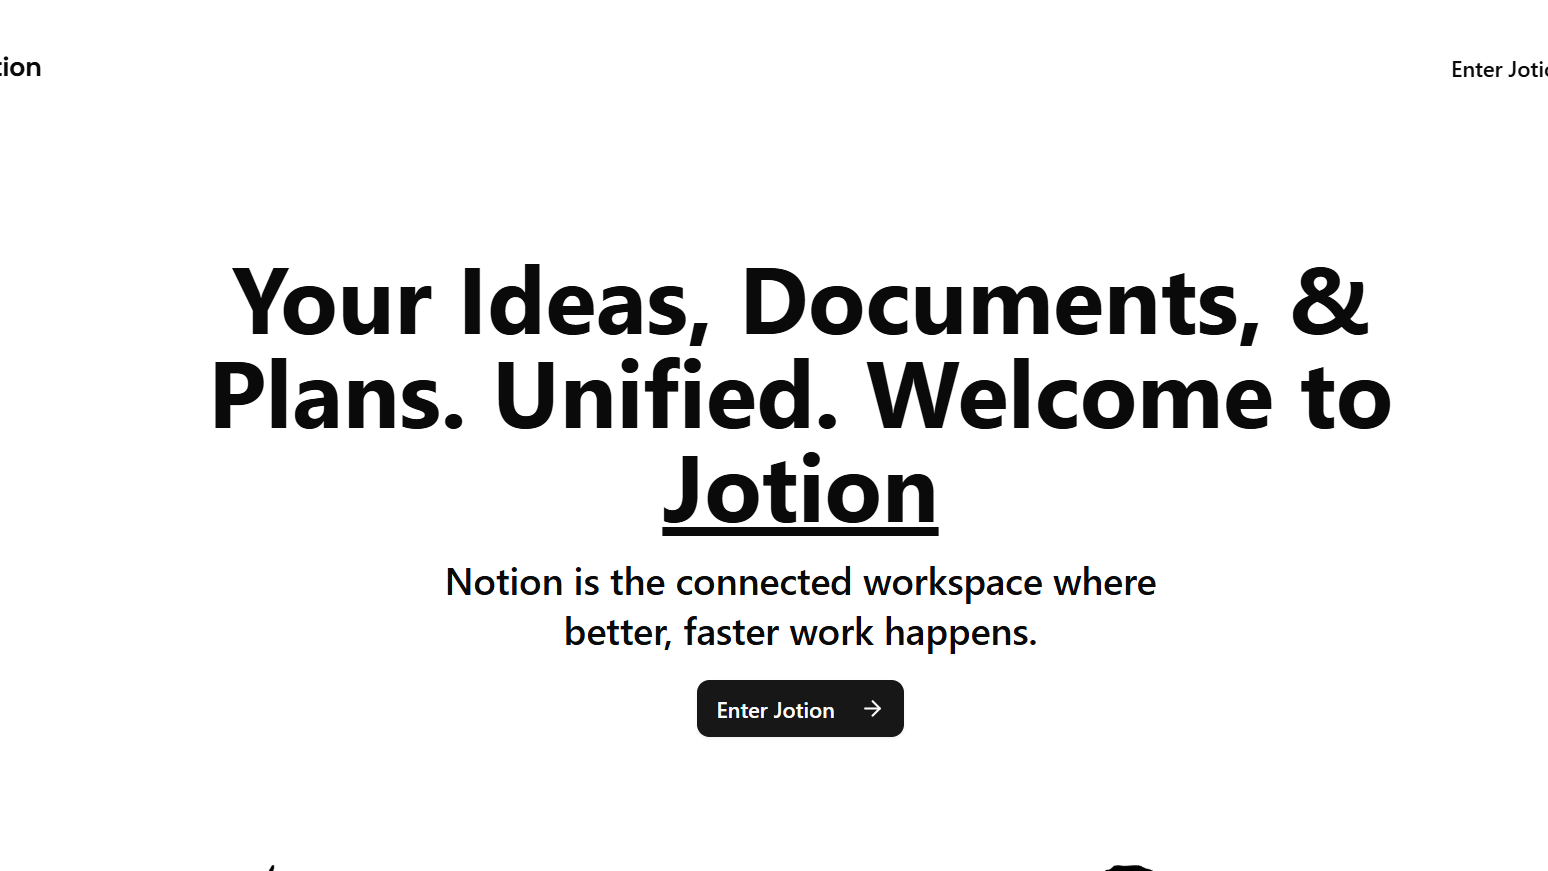 tion
Enter Jotio
Your Ideas, Documents, &
Plans. Unified. Welcome to
Jotion
Notion is the connected workspace where
better, faster work happens.
Enter Jotion